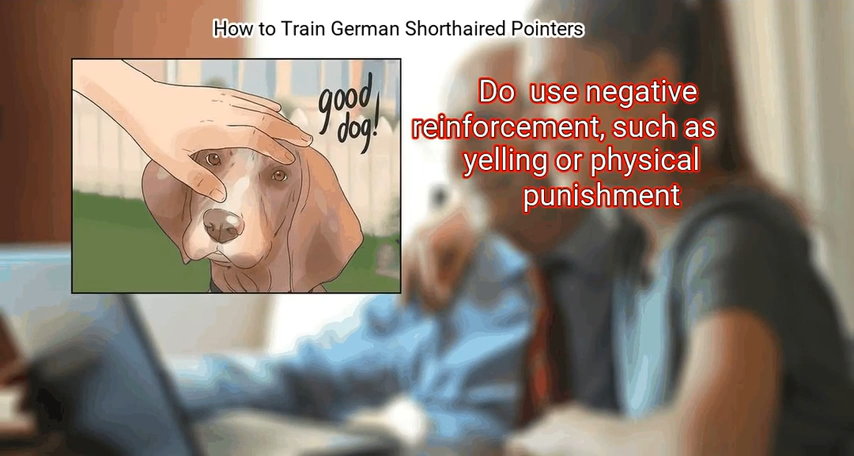 How to Train German Shorthaired Pointers
good
dog!
Do  use negative
reinforcement, such as
yelling or physical
punishment